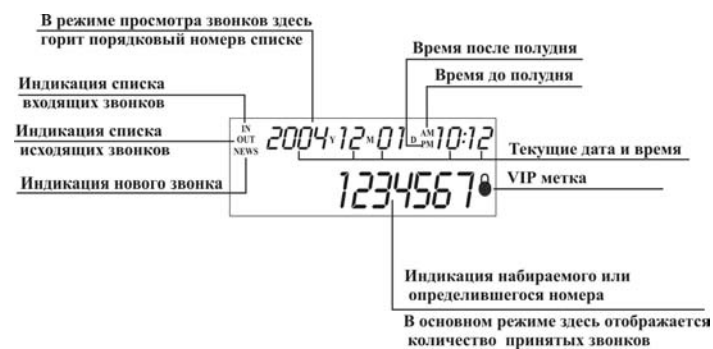 В режиме просмотра звонков здесь
горит порядковый номерв списке
Время после полудня
Время до полудня
Индикация списка
входящих звонков
Индикация списка
исходящих звонков
Индикация нового звонка
IN
OUT
NEWS
2004 Y 12 M 01 D AM PM 10:12
1234567
Текущие дата и время
VIP метка
Индикация набираемого или
определившегося номера
В основном режиме здесь отображается
количество принятых звонков